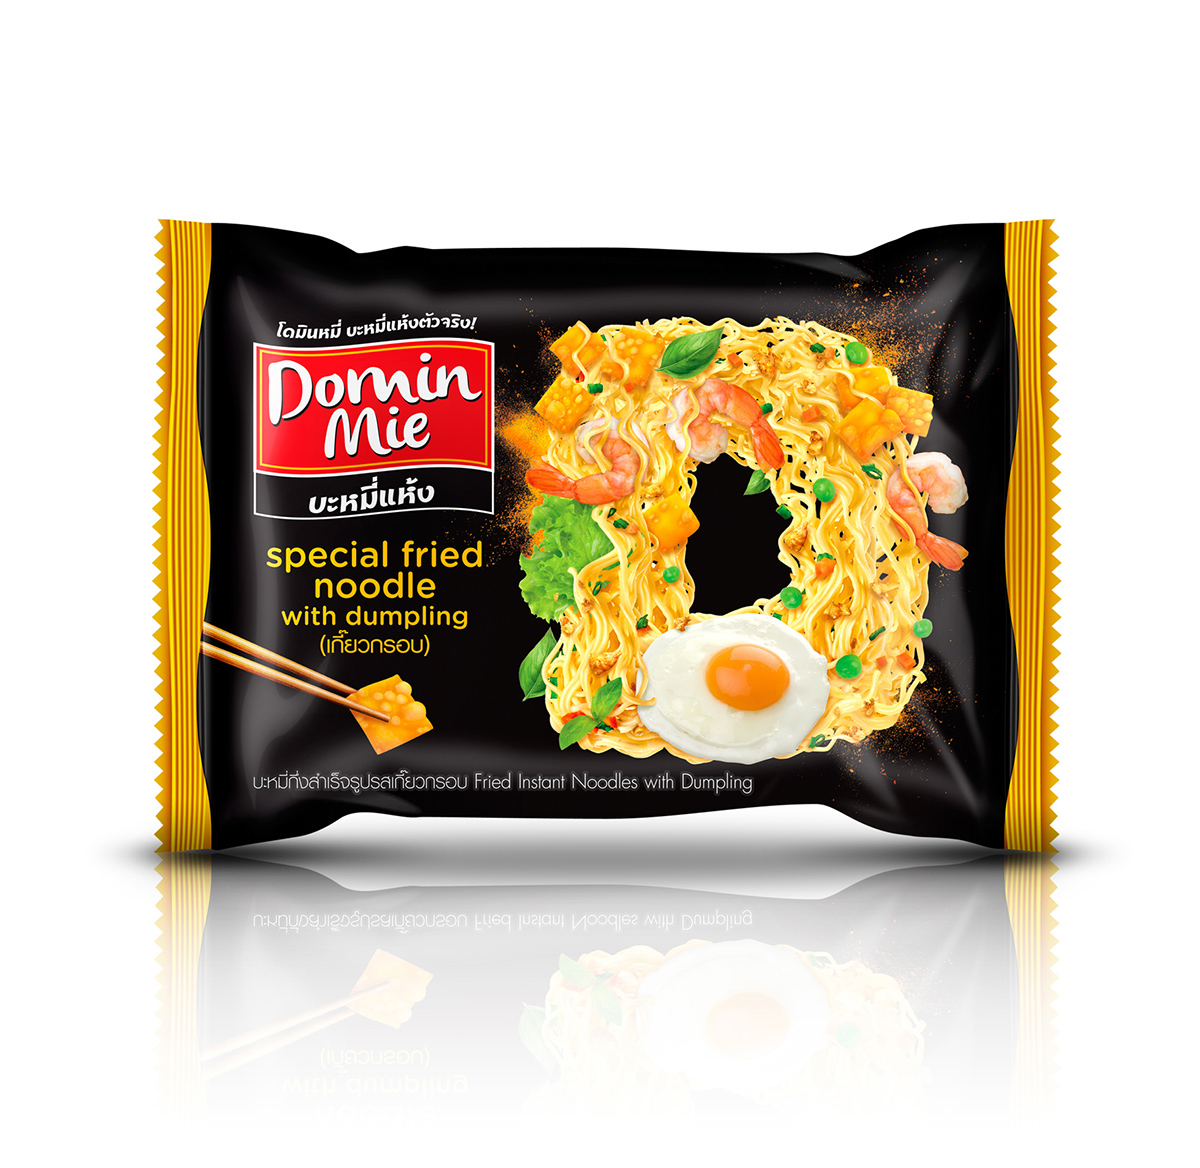 โดมินหมี่ บะหมี่แห้งตัวจริง!
Domin
Mie
บะหมี่แห้ง
special fried
noodle
with dumpling
(เกี๊ยวกรอบ)
บะหมี่กึ่งสำเร็จรูปรสเกี๊ยวกรอบ Fried Instant Noodles with Dumpling